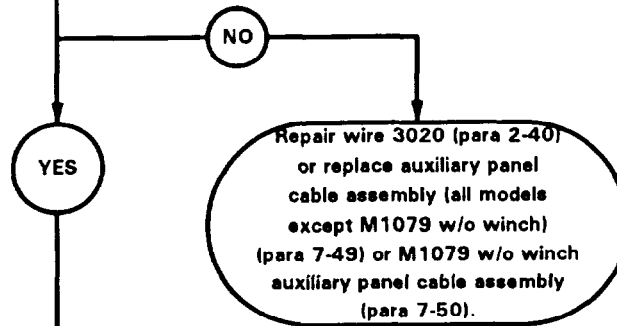 NO
YES
Repair wire 3020 (para 2-40)
or replace auxiliary panel
cable assembly (all models
except M1079 w/o winch)
(para 7-49) or M1079 w/o winch
auxiliary panel cable assembly
(para 7-50).